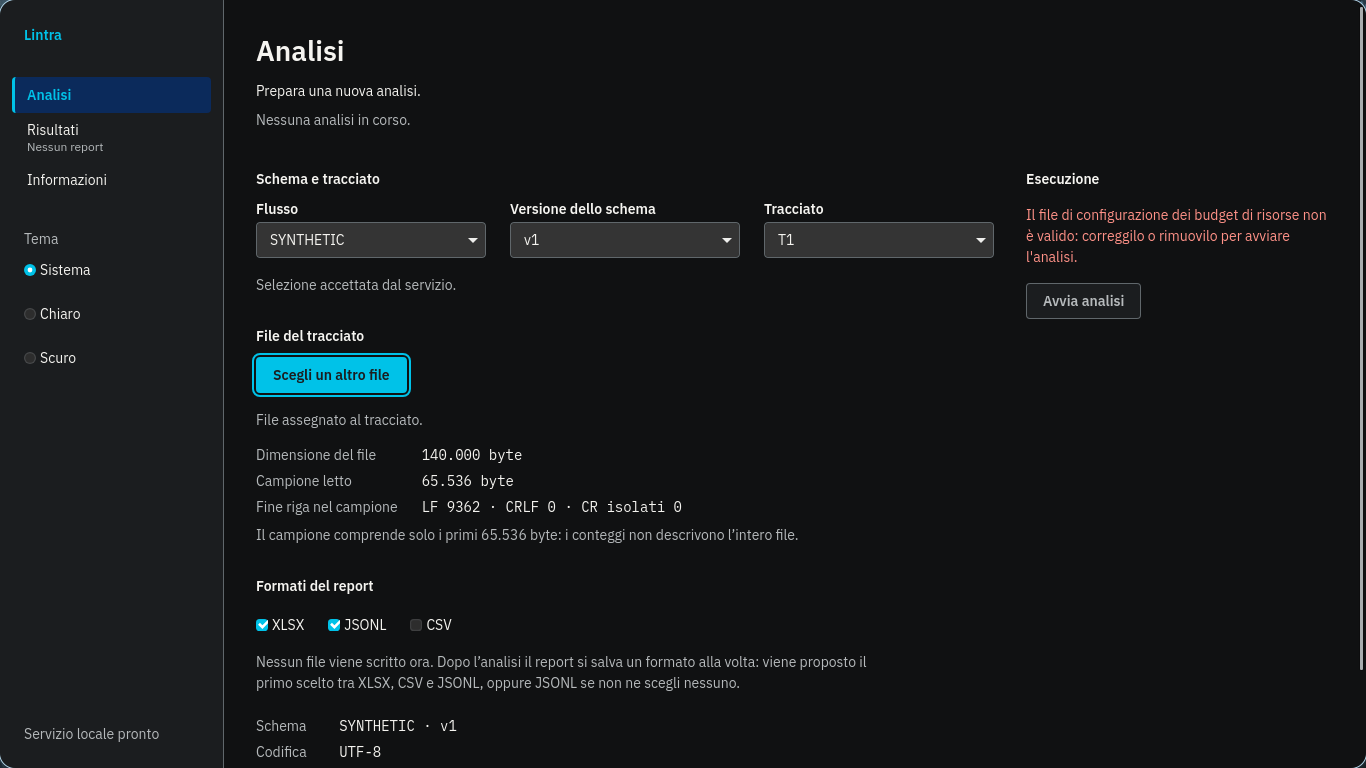 Lintra
Analisi
Risultati
Nessun report
Informazioni
Tema
Sistema
Chiaro
Scuro
Servizio locale pronto
Analisi
Prepara una nuova analisi.
Nessuna analisi in corso.
Schema e tracciato
Flusso
SYNTHETIC
Versione dello schema
v1
Tracciato
T1
Selezione accettata dal servizio.
File del tracciato
Scegli un altro file
File assegnato al tracciato.
Dimensione del file 140.000 byte
Campione letto 65.536 byte
Fine riga nel campione LF 9362 · CRLF 0 · CR isolati 0
Il campione comprende solo i primi 65.536 byte: i conteggi non descrivono l’intero file.
Formati del report
XLSX JSONL CSV
Nessun file viene scritto ora. Dopo l’analisi il report si salva un formato alla volta: viene proposto il
primo scelto tra XLSX, CSV e JSONL, oppure JSONL se non ne scegli nessuno.
Schema SYNTHETIC · v1
Codifica UTF-8
Esecuzione
Il file di configurazione dei budget di risorse non
è valido: correggilo o rimuovilo per avviare
l'analisi.
Avvia analisi